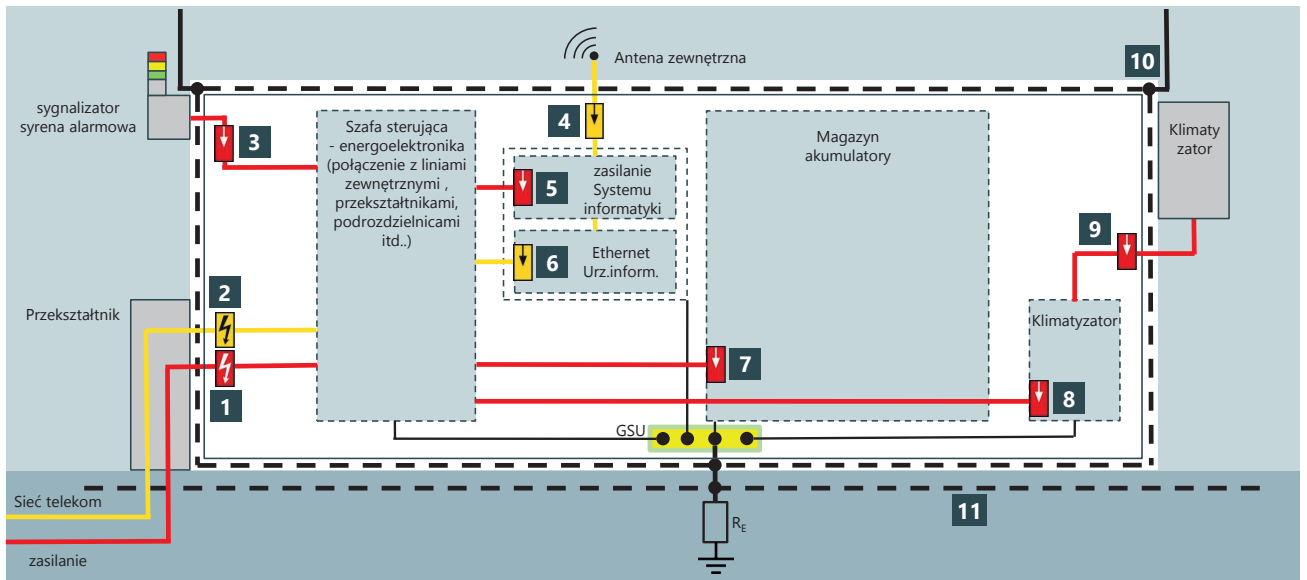 Antena zewnętrzna
10
sygnalizator
syrena alarmowa
3
4
Szafa sterująca
- energoelektronika
(połączenie z liniami
zewnętrznymi ,
przekształtnikami,
podrozdzielnicami
itd..)
Magazyn
akumulatory
Klimaty
zator
5
zasilanie
Systemu
informatyki
6
Ethernet
Urz.inform.
9
2
Przekształtnik
1
Klimatyzator
7
8
GSU
Sieć telekom
11
R_E
zasilanie